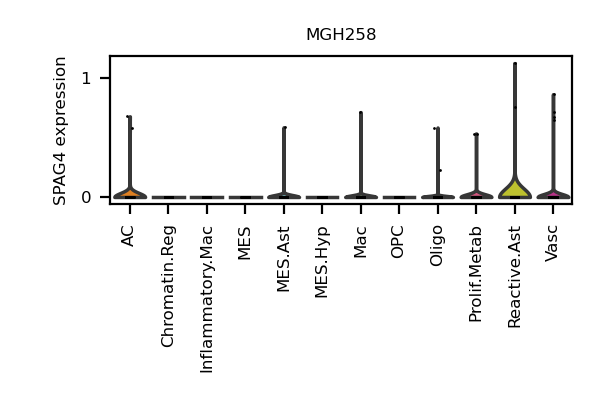 MGH258
SPAG4 expression
1
0
AC
Chromatin.Reg
Inflammatory.Mac
MES
MES.Ast
MES.Hyp
Mac
OPC
Oligo
Prolif.Metab
Reactive.Ast
Vasc